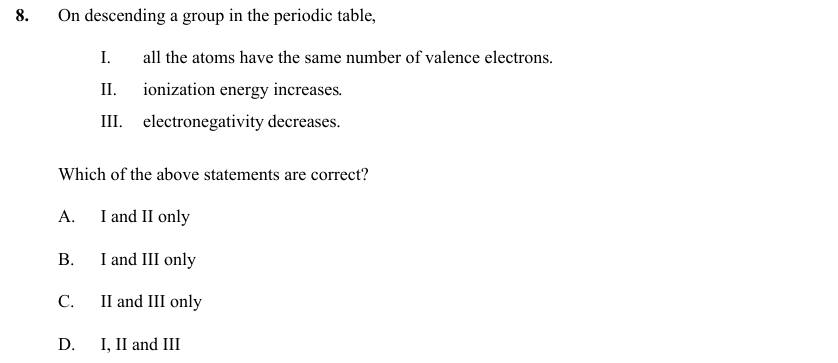 8. On descending a group in the periodic table,
I. all the atoms have the same number of valence electrons.
II. ionization energy increases.
III. electronegativity decreases.
Which of the above statements are correct?
A. I and II only
B. I and III only
C. II and III only
D. I, II and III